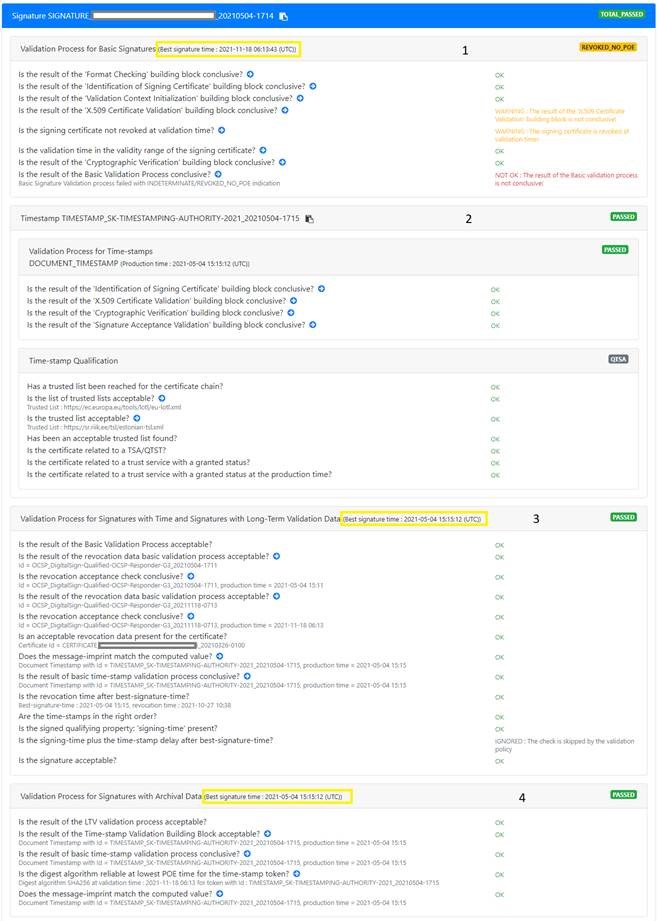 Signature SIGNATURE_ _20210504-1714 TOTAL_PASSED
Validation Process for Basic Signatures (Best signature time : 2021-11-18 06:13:43 (UTC)) 1 REVOKED_NO_POE
Is the result of the 'Format Checking' building block conclusive? OK
Is the result of the 'Identification of Signing Certificate' building block conclusive? OK
Is the result of the 'Validation Context Initialization' building block conclusive? OK
Is the result of the 'X.509 Certificate Validation' building block conclusive? WARNING : The result of the 'X.509 Certificate
Validation' building block is not conclusive!
Is the signing certificate not revoked at validation time? WARNING : The signing certificate is revoked at
validation time!
Is the validation time in the validity range of the signing certificate? OK
Is the result of the 'Cryptographic Verification' building block conclusive? OK
Is the result of the Basic Validation Process conclusive? NOT OK : The result of the Basic validation process
is not conclusive!
Basic Signature Validation process failed with INDETERMINATE/REVOKED_NO_POE indication
Timestamp TIMESTAMP_SK-TIMESTAMPING-AUTHORITY-2021_20210504-1715 2 PASSED
Validation Process for Time-stamps PASSED
DOCUMENT_TIMESTAMP (Production time : 2021-05-04 15:15:12 (UTC))
Is the result of the 'Identification of Signing Certificate' building block conclusive? OK
Is the result of the 'X.509 Certificate Validation' building block conclusive? OK
Is the result of the 'Cryptographic Verification' building block conclusive? OK
Is the result of the 'Signature Acceptance Validation' building block conclusive? OK
Time-stamp Qualification QTSA
Has a trusted list been reached for the certificate chain? OK
Is the list of trusted lists acceptable? OK
Trusted List : https://ec.europa.eu/tools/lotl/eu-lotl.xml
Is the trusted list acceptable? OK
Trusted List : https://sr.riik.ee/tsl/estonian-tsl.xml
Has been an acceptable trusted list found? OK
Is the certificate related to a TSA/QTST? OK
Is the certificate related to a trust service with a granted status? OK
Is the certificate related to a trust service with a granted status at the production time? OK
Validation Process for Signatures with Time and Signatures with Long-Term Validation Data (Best signature time : 2021-05-04 15:15:12 (UTC)) 3 PASSED
Is the result of the Basic Validation Process acceptable? OK
Is the result of the revocation data basic validation process acceptable? OK
Id = OCSP_DigitalSign-Qualified-OCSP-Responder-G3_20210504-1711
Is the revocation acceptance check conclusive? OK
Id = OCSP_DigitalSign-Qualified-OCSP-Responder-G3_20210504-1711, production time = 2021-05-04 15:11
Is the result of the revocation data basic validation process acceptable? OK
Id = OCSP_DigitalSign-Qualified-OCSP-Responder-G3_20211118-0713
Is the revocation acceptance check conclusive? OK
Id = OCSP_DigitalSign-Qualified-OCSP-Responder-G3_20211118-0713, production time = 2021-11-18 06:13
Is an acceptable revocation data present for the certificate? OK
Certificate Id = CERTIFICATE_ _20210326-0100
Does the message-imprint match the computed value? OK
Document Timestamp with Id = TIMESTAMP_SK-TIMESTAMPING-AUTHORITY-2021_20210504-1715, production time = 2021-05-04 15:15
Is the result of basic time-stamp validation process conclusive? OK
Document Timestamp with Id = TIMESTAMP_SK-TIMESTAMPING-AUTHORITY-2021_20210504-1715, production time = 2021-05-04 15:15
Is the revocation time after best-signature-time? OK
Best-signature-time = 2021-05-04 15:15, revocation time : 2021-10-27 10:38
Are the time-stamps in the right order? OK
Is the signed qualifying property: 'signing-time' present? OK
Is the signing-time plus the time-stamp delay after best-signature-time? IGNORED : The check is skipped by the validation
policy
Is the signature acceptable? OK
Validation Process for Signatures with Archival Data (Best signature time : 2021-05-04 15:15:12 (UTC)) 4 PASSED
Is the result of the LTV validation process acceptable? OK
Is the result of the Time-stamp Validation Building Block acceptable? OK
Document Timestamp with Id = TIMESTAMP_SK-TIMESTAMPING-AUTHORITY-2021_20210504-1715, production time = 2021-05-04 15:15
Is the result of basic time-stamp validation process conclusive? OK
Document Timestamp with Id = TIMESTAMP_SK-TIMESTAMPING-AUTHORITY-2021_20210504-1715, production time = 2021-05-04 15:15
Is the digest algorithm reliable at lowest POE time for the time-stamp token? OK
Digest algorithm SHA256 at validation time : 2021-11-18 06:13 for token with Id : TIMESTAMP_SK-TIMESTAMPING-AUTHORITY-2021_20210504-1715
Does the message-imprint match the computed value? OK
Document Timestamp with Id = TIMESTAMP_SK-TIMESTAMPING-AUTHORITY-2021_20210504-1715, production time = 2021-05-04 15:15